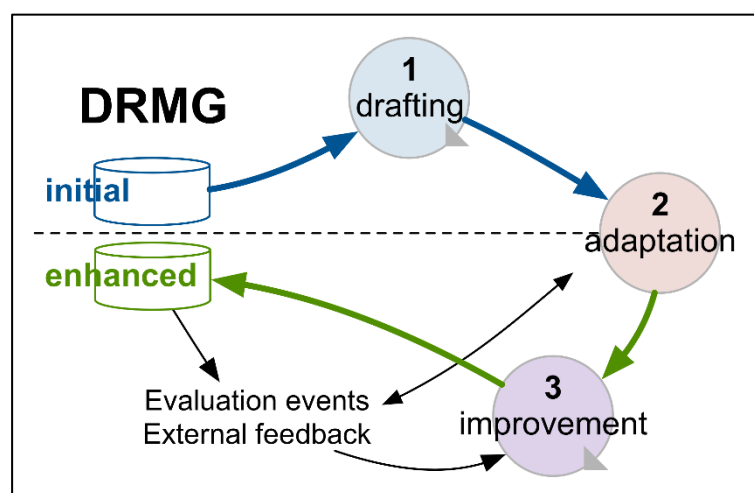 DRMG
1
drafting
initial
2
adaptation
enhanced
Evaluation events
External feedback
3
improvement